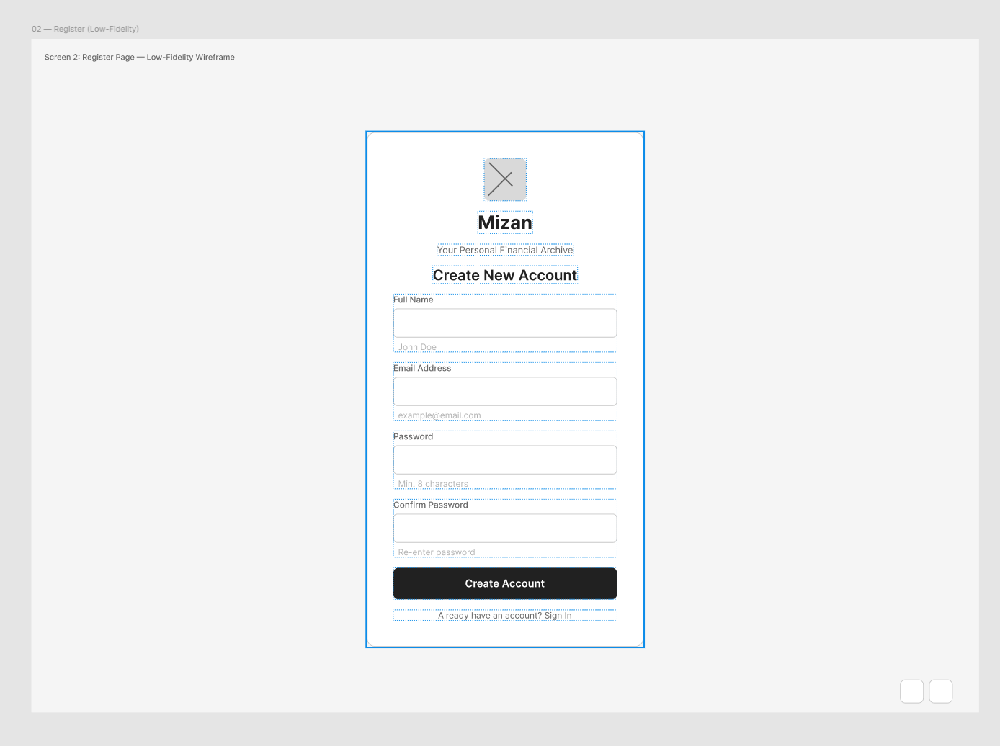 02 — Register (Low-Fidelity)
Screen 2: Register Page — Low-Fidelity Wireframe
Mizan
Your Personal Financial Archive
Create New Account
Full Name
John Doe
Email Address
example@email.com
Password
Min. 8 characters
Confirm Password
Re-enter password
Create Account
Already have an account? Sign In